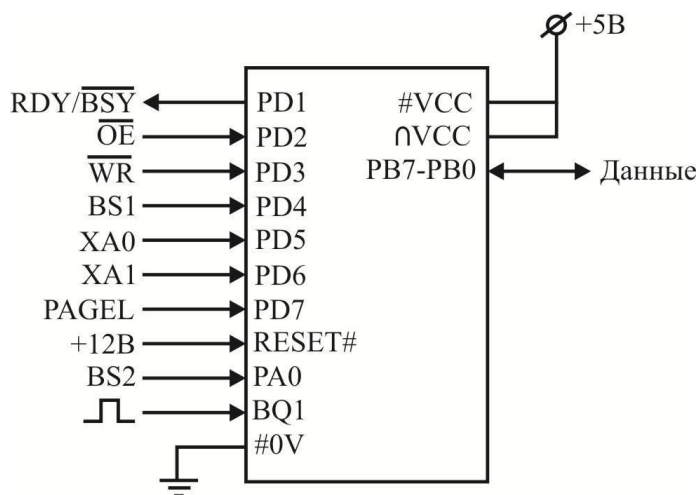 +5В
RDY/BSY PD1 #VCC
OE PD2 ∩VCC
WR PD3 PB7-PB0 Данные
BS1 PD4
XA0 PD5
XA1 PD6
PAGEL PD7
+12В RESET#
BS2 PA0
BQ1
#0V